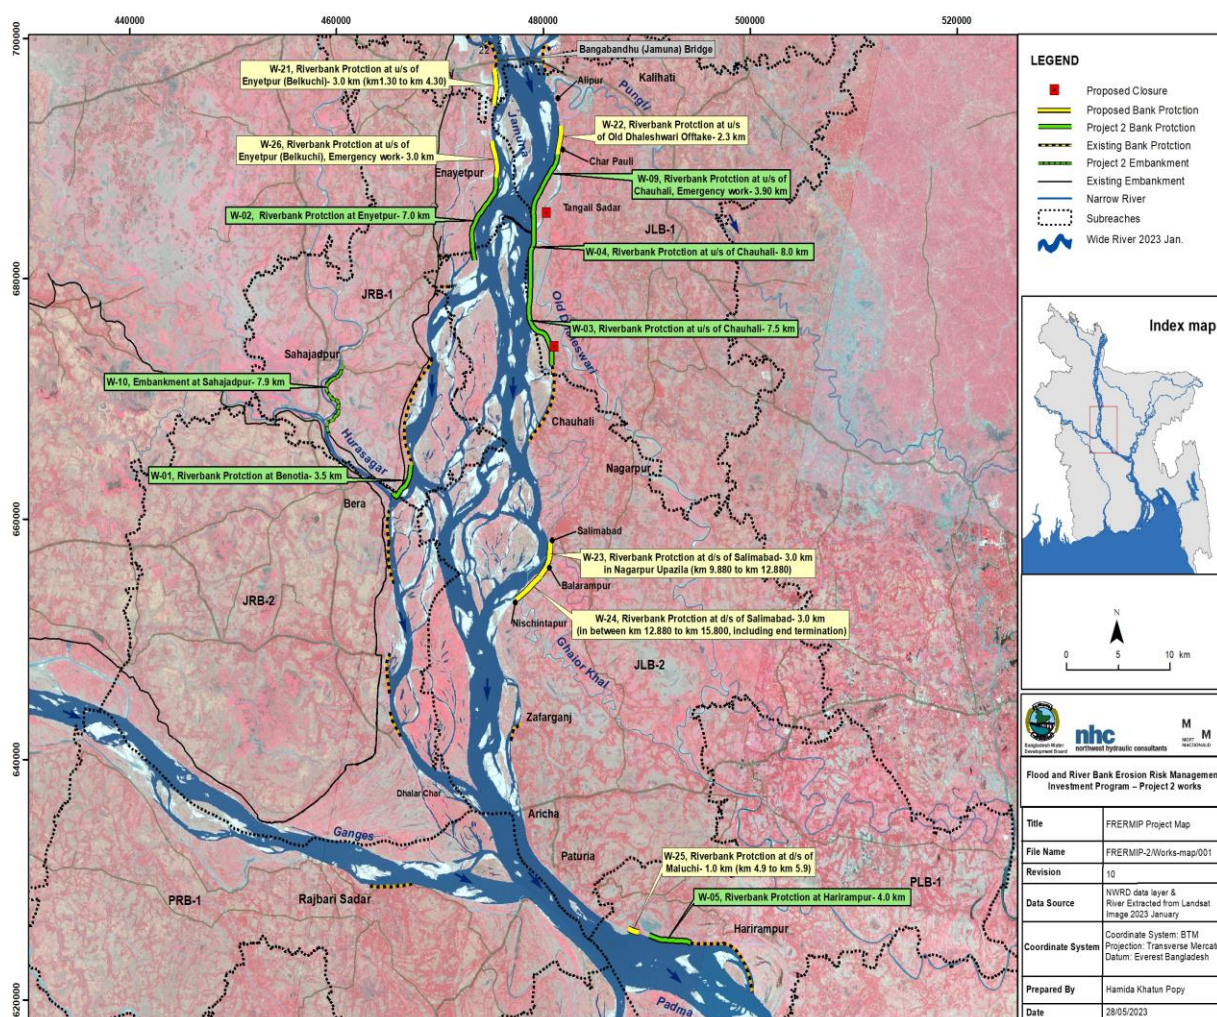 440000
460000
480000
500000
520000
700000
680000
660000
640000
620000
22
Bangabandhu (Jamuna) Bridge
W-21, Riverbank Protction at u/s of
Enyetpur (Belkuchi)- 3.0 km (km1.30 to km 4.30)
Alipur
Kalihati
Pungli
Jamuna
W-22, Riverbank Protction at u/s
of Old Dhaleshwari Offtake- 2.3 km
W-26, Riverbank Protction at u/s of
Enyetpur (Belkuchi), Emergency work- 3.0 km
Char Pauli
Enayetpur
W-09, Riverbank Protction at u/s of
Chauhali, Emergency work- 3.90 km
W-02, Riverbank Protction at Enyetpur- 7.0 km
Tangail Sadar
JLB-1
W-04, Riverbank Protction at u/s of Chauhali- 8.0 km
JRB-1
Old Dhaleswari
W-03, Riverbank Protction at u/s of Chauhali- 7.5 km
Sahajadpur
W-10, Embankment at Sahajadpur- 7.9 km
Chauhali
Hurasagar
Nagarpur
W-01, Riverbank Protction at Benotia- 3.5 km
Bera
Salimabad
W-23, Riverbank Protction at d/s of Salimabad- 3.0 km
in Nagarpur Upazila (km 9.880 to km 12.880)
Balarampur
JRB-2
Nischintapur
W-24, Riverbank Protction at d/s of Salimabad- 3.0 km
(in between km 12.880 to km 15.800, including end termination)
Ghaior Khal
JLB-2
Zafarganj
Dhalar Char
Aricha
Ganges
Paturia
W-25, Riverbank Protction at d/s of
Maluchi- 1.0 km (km 4.9 to km 5.9)
PLB-1
PRB-1
Rajbari Sadar
W-05, Riverbank Protction at Harirampur- 4.0 km
Harirampur
Padma
LEGEND
Proposed Closure
Proposed Bank Protction
Project 2 Bank Protction
Existing Bank Protction
Project 2 Embankment
Existing Embankment
Narrow River
Subreaches
Wide River 2023 Jan.
Index map
N
0 5 10 km
Bangladesh Water
Development Board
nhc
northwest hydraulic consultants
M
M
MOTT
MACDONALD
Flood and River Bank Erosion Risk Management
Investment Program – Project 2 works
Title FRERMIP Project Map
File Name FRERMIP-2/Works-map/001
Revision 10
Data Source NWRD data layer &
River Extracted from Landsat
Image 2023 January
Coordinate System Coordinate System: BTM
Projection: Transverse Mercat
Datum: Everest Bangladesh
Prepared By Hamida Khatun Popy
Date 28/05/2023